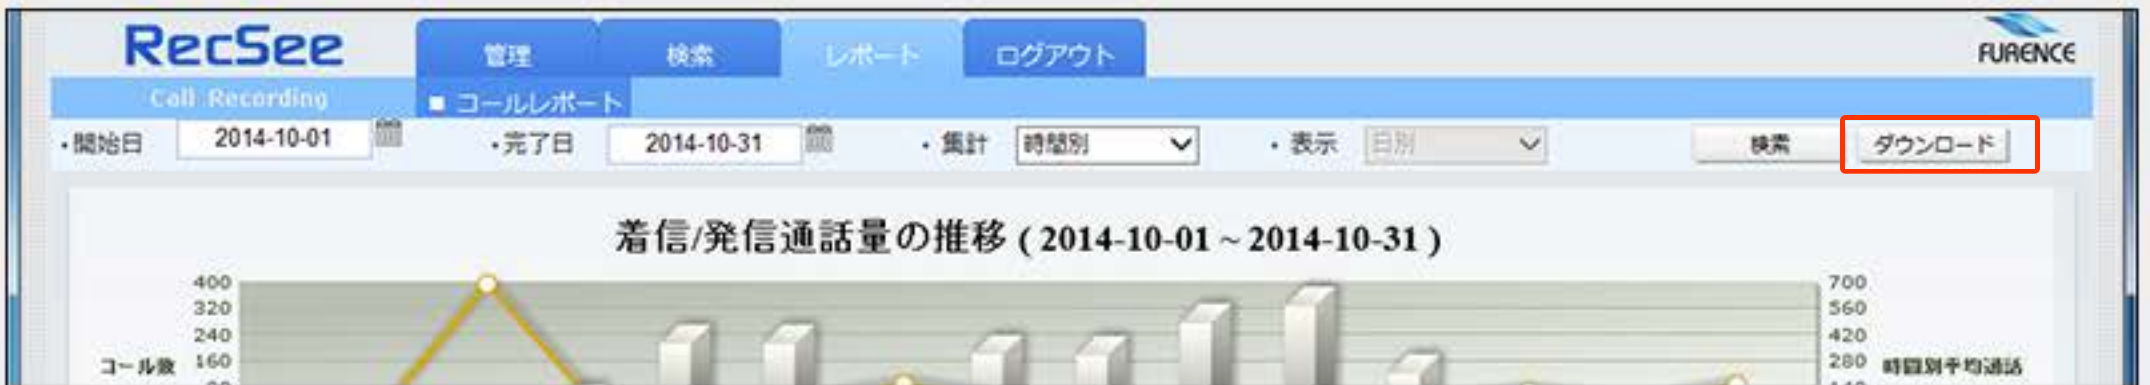 RecSee
管理 検索 レポート ログアウト
FURENCE
Call Recording
■ コールレポート
・開始日 2014-10-01 ・完了日 2014-10-31 ・集計 時間別 ・表示 日別 検索 ダウンロード
着信/発信通話量の推移 ( 2014-10-01 ~ 2014-10-31 )
400 700
320 560
240 420
コール数 160 280 時間別平均通話